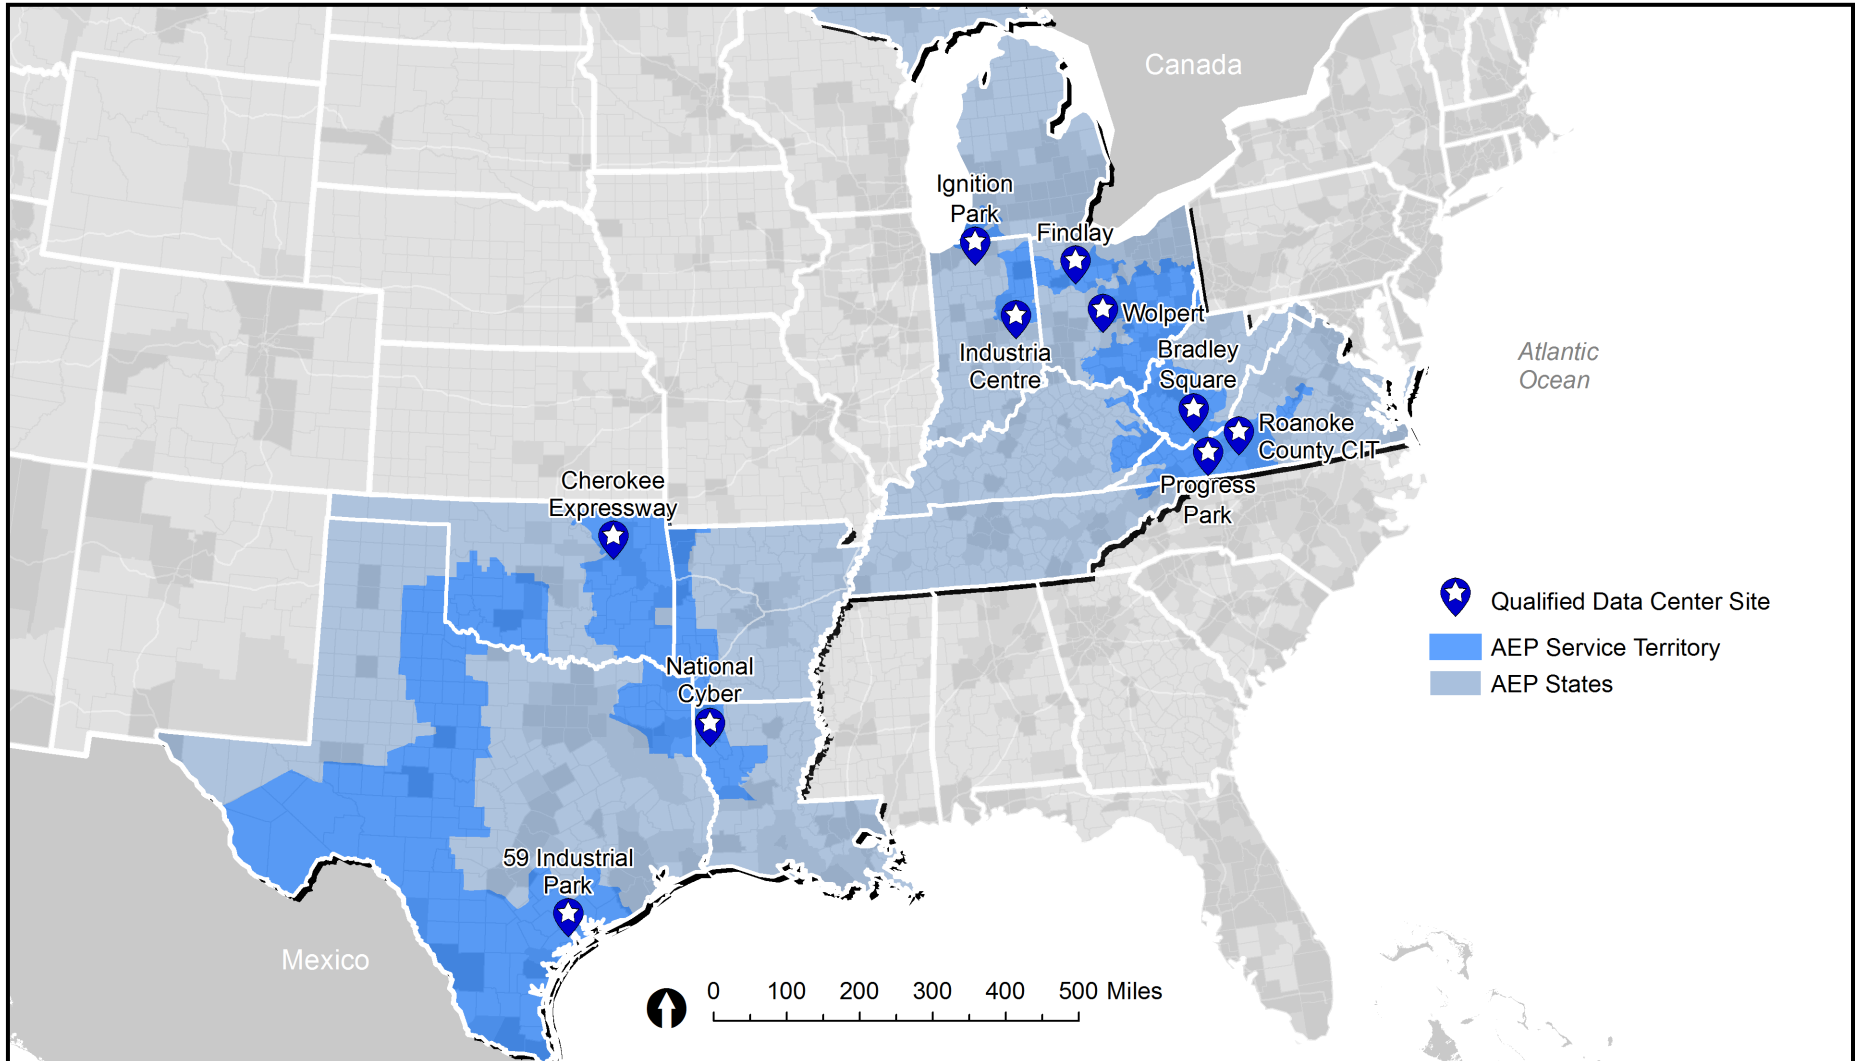 Canada
Ignition
Park
Findlay
Wolpert
Industria
Centre
Bradley
Square
Roanoke
County CIT
Progress
Park
Atlantic
Ocean
Cherokee
Expressway
National
Cyber
59 Industrial
Park
Mexico
Qualified Data Center Site
AEP Service Territory
AEP States
0 100 200 300 400 500 Miles